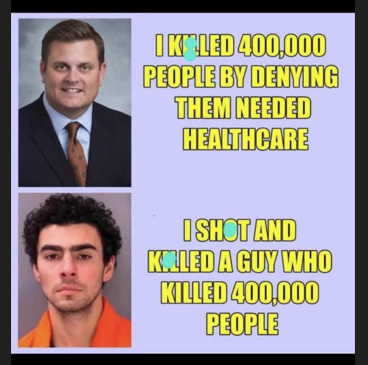 I KILLED 400,000
PEOPLE BY DENYING
THEM NEEDED
HEALTHCARE
I SHOT AND
KILLED A GUY WHO
KILLED 400,000
PEOPLE